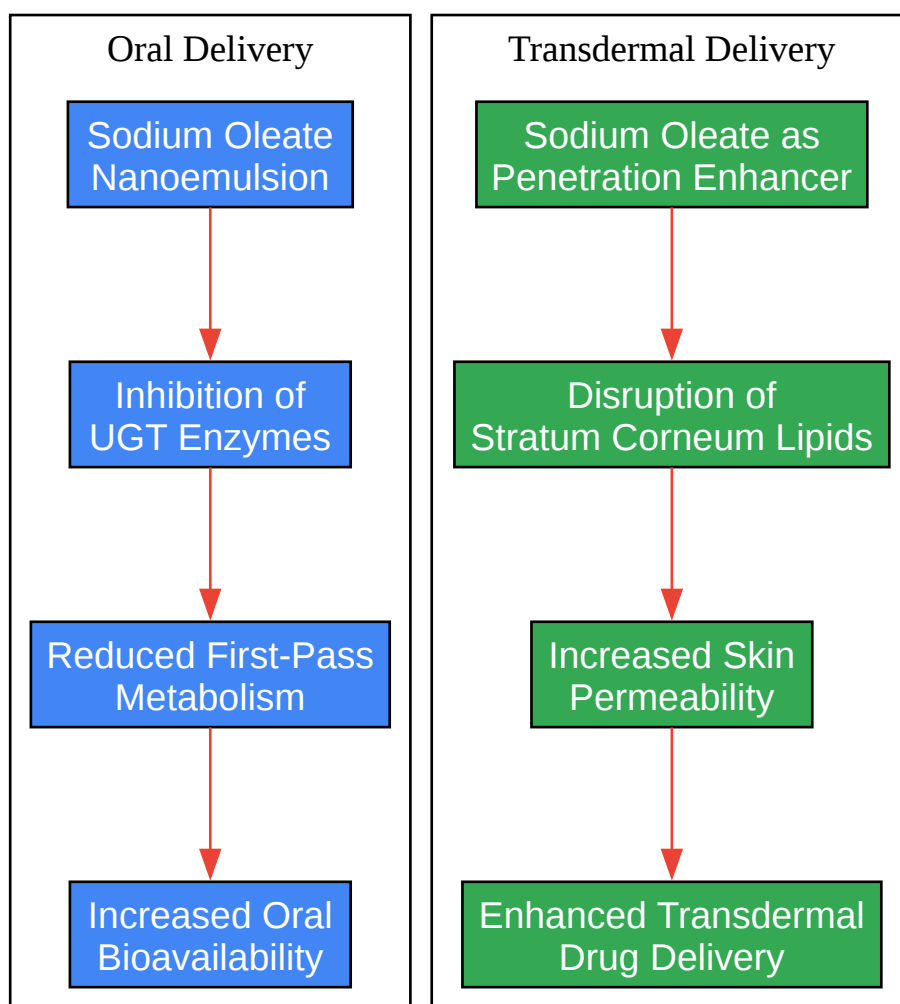 Oral Delivery
Sodium Oleate
Nanoemulsion
Inhibition of
UGT Enzymes
Reduced First-Pass
Metabolism
Increased Oral
Bioavailability
Transdermal Delivery
Sodium Oleate as
Penetration Enhancer
Disruption of
Stratum Corneum Lipids
Increased Skin
Permeability
Enhanced Transdermal
Drug Delivery